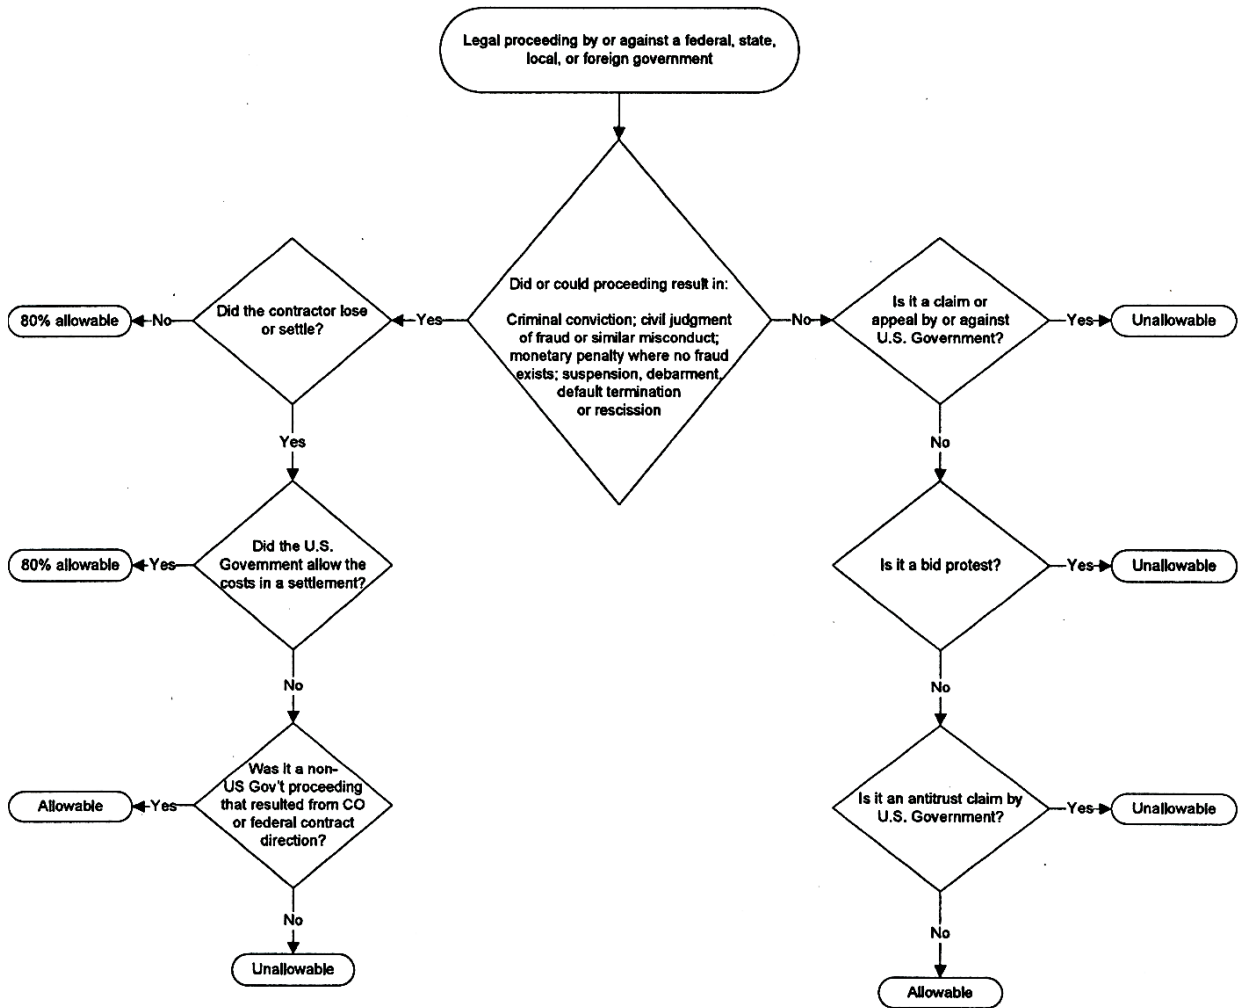 Legal proceeding by or against a federal, state,
local, or foreign government
Did or could proceeding result in:
Criminal conviction; civil judgment
of fraud or similar misconduct;
monetary penalty where no fraud
exists; suspension, debarment,
default termination
or rescission
Yes
No
Did the contractor lose
or settle?
No
80% allowable
Yes
Did the U.S.
Government allow the
costs in a settlement?
Yes
80% allowable
No
Was it a non-
US Gov't proceeding
that resulted from CO
or federal contract
direction?
Yes
Allowable
No
Unallowable
Is it a claim or
appeal by or against
U.S. Government?
Yes
Unallowable
No
Is it a bid protest?
Yes
Unallowable
No
Is it an antitrust claim by
U.S. Government?
Yes
Unallowable
No
Allowable